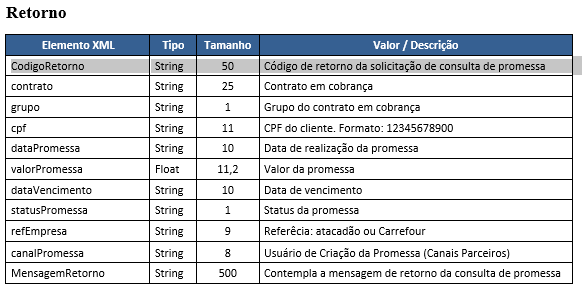 Retorno
Elemento XML Tipo Tamanho Valor / Descrição
CodigoRetorno String 50 Código de retorno da solicitação de consulta de promessa
contrato String 25 Contrato em cobrança
grupo String 1 Grupo do contrato em cobrança
cpf String 11 CPF do cliente. Formato: 12345678900
dataPromessa String 10 Data de realização da promessa
valorPromessa Float 11,2 Valor da promessa
dataVencimento String 10 Data de vencimento
statusPromessa String 1 Status da promessa
refEmpresa String 9 Referêcia: atacadão ou Carrefour
canalPromessa String 8 Usuário de Criação da Promessa (Canais Parceiros)
MensagemRetorno String 500 Contempla a mensagem de retorno da consulta de promessa